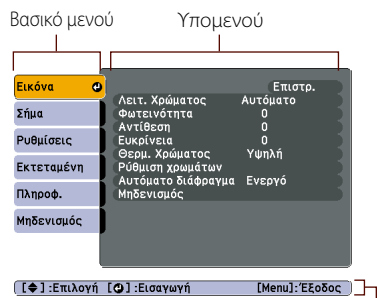 Βασικό μενού Υπομενού
Εικόνα
Σήμα
Ρυθμίσεις
Εκτεταμένη
Πληροφ.
Μηδενισμός
Επιστρ.
Λειτ. Χρώματος Αυτόματο
Φωτεινότητα 0
Αντίθεση 0
Ευκρίνεια 0
Θερμ. Χρώματος Υψηλή
Ρύθμιση χρωμάτων
Αυτόματο διάφραγμα Ενεργό
Μηδενισμός
[ ] :Επιλογή [ ] :Εισαγωγή [Menu]:Έξοδος